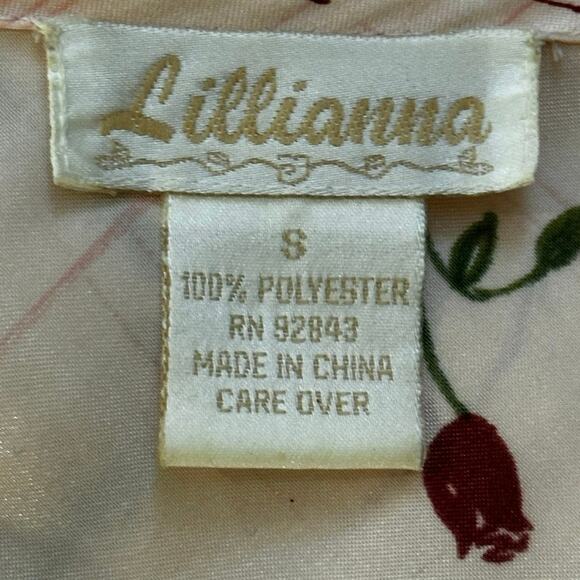 Lillianna
S
100% POLYESTER
RN 92843
MADE IN CHINA
CARE OVER